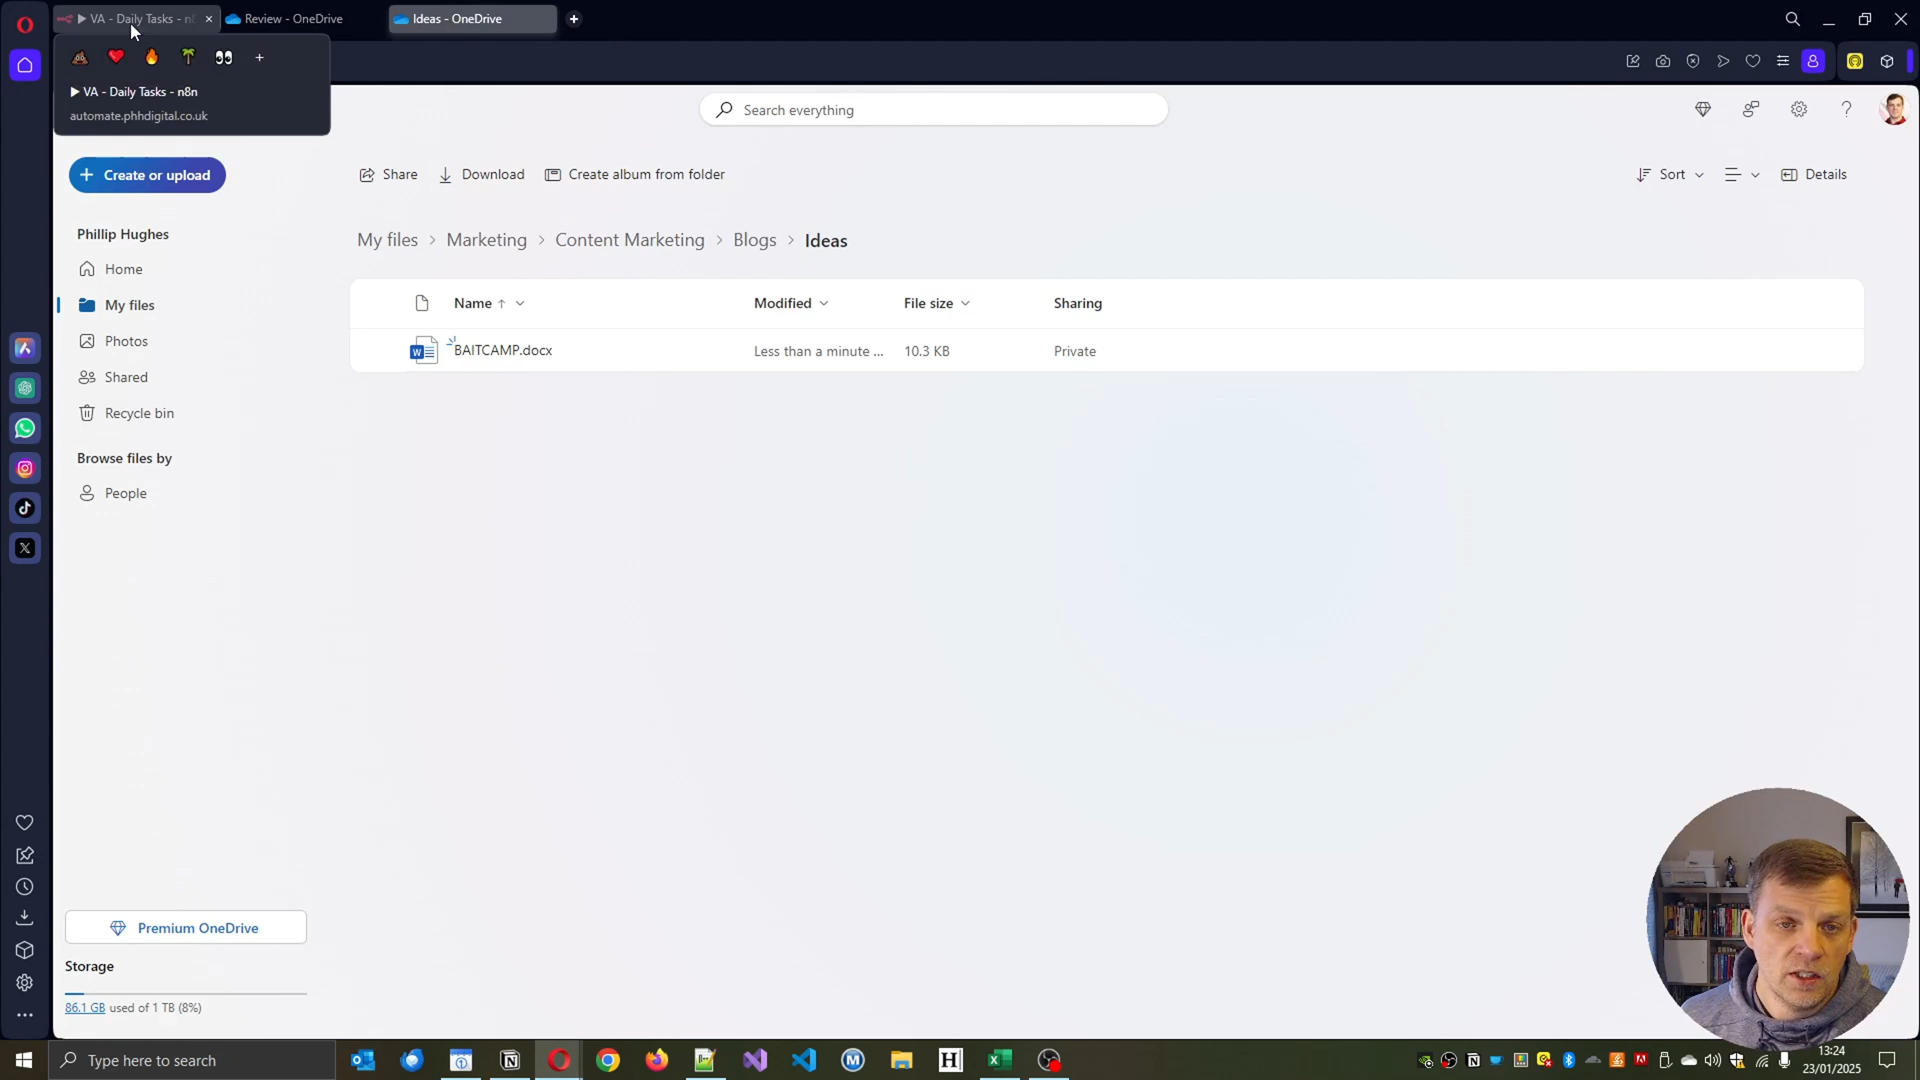 VA - Daily Tasks - n8
Review - OneDrive
Ideas - OneDrive
VA - Daily Tasks - n8n
automate.phhdigital.co.uk
Search everything
Create or upload
Share
Download
Create album from folder
Sort
Details
Phillip Hughes
Home
My files
Photos
Shared
Recycle bin
Browse files by
People
My files > Marketing > Content Marketing > Blogs > Ideas
Name
Modified
File size
Sharing
BAITCAMP.docx
Less than a minute ...
10.3 KB
Private
Premium OneDrive
Storage
86.1 GB used of 1 TB (8%)
Type here to search
13:24
23/01/2025